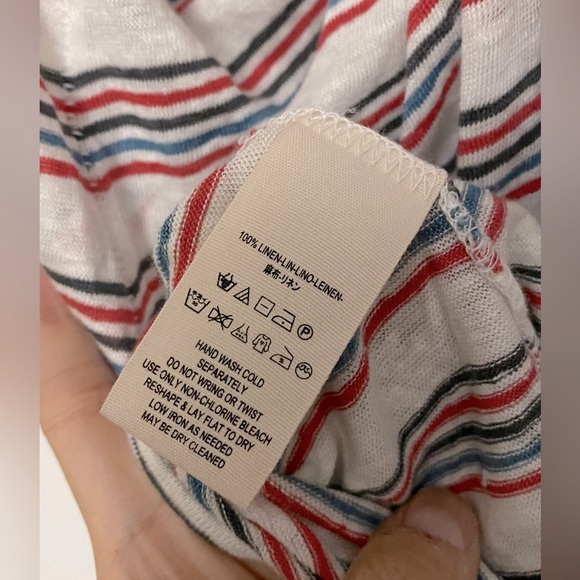 100% LINEN-LIN-LINO-LEINEN-
麻布-リネン
HAND WASH COLD
SEPARATELY
DO NOT WRING OR TWIST
USE ONLY NON-CHLORINE BLEACH
RESHAPE & LAY FLAT TO DRY
LOW IRON AS NEEDED
MAY BE DRY CLEANED